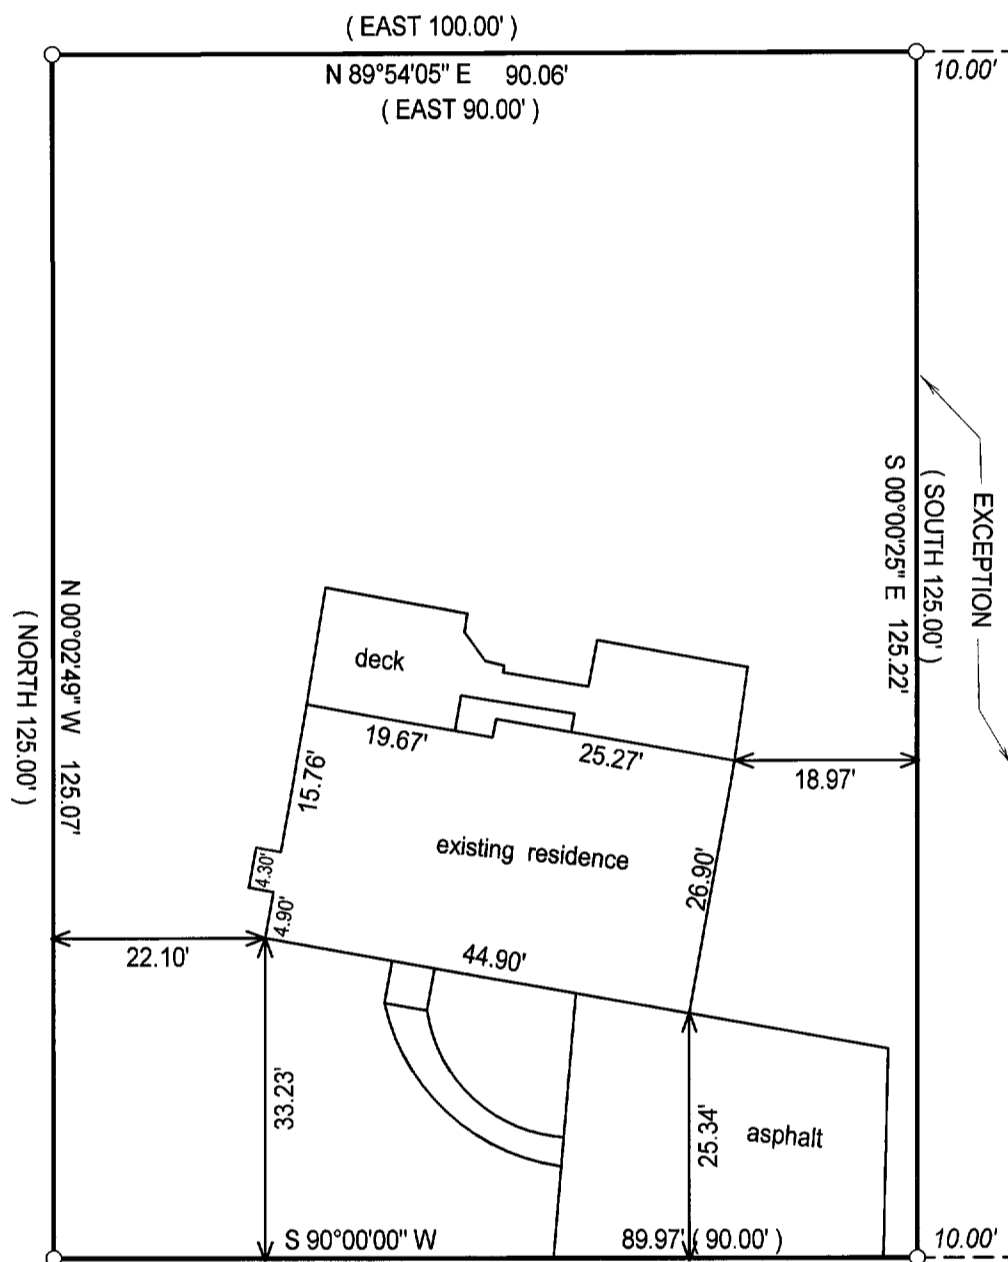 ( EAST 100.00' )
10.00'
N 89°54'05" E 90.06'
( EAST 90.00' )
S 00°00'25" E 125.22'
( SOUTH 125.00' )
EXCEPTION
N 00°02'49" W 125.07'
( NORTH 125.00' )
deck
19.67'
25.27'
18.97'
15.76'
existing residence
4.30'
26.90'
4.90'
22.10'
44.90'
33.23'
25.34'
asphalt
S 90°00'00" W
89.97' ( 90.00' )
10.00'